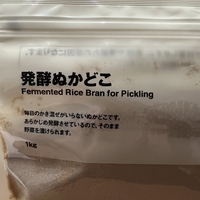 発酵ぬかどこ
Fermented Rice Bran for Pickling
毎日のかき混ぜがいらないぬかどこです。
あらかじめ発酵させているので、そのまま
野菜を漬けられます。
1kg